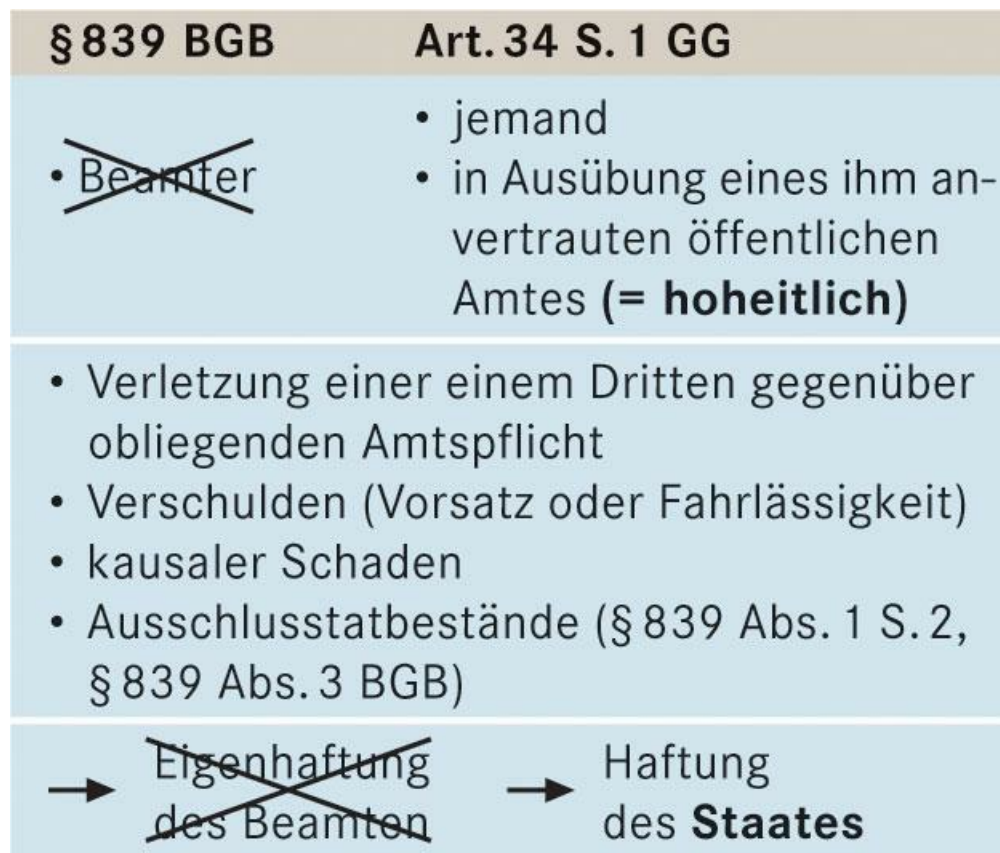 § 839 BGB Art. 34 S. 1 GG
• jemand
• Beamter • in Ausübung eines ihm an-
vertrauten öffentlichen
Amtes (= hoheitlich)
• Verletzung einer einem Dritten gegenüber
obliegenden Amtspflicht
• Verschulden (Vorsatz oder Fahrlässigkeit)
• kausaler Schaden
• Ausschlusstatbestände (§ 839 Abs. 1 S. 2,
§ 839 Abs. 3 BGB)
→ Eigenhaftung
des Beamten
→ Haftung
des Staates